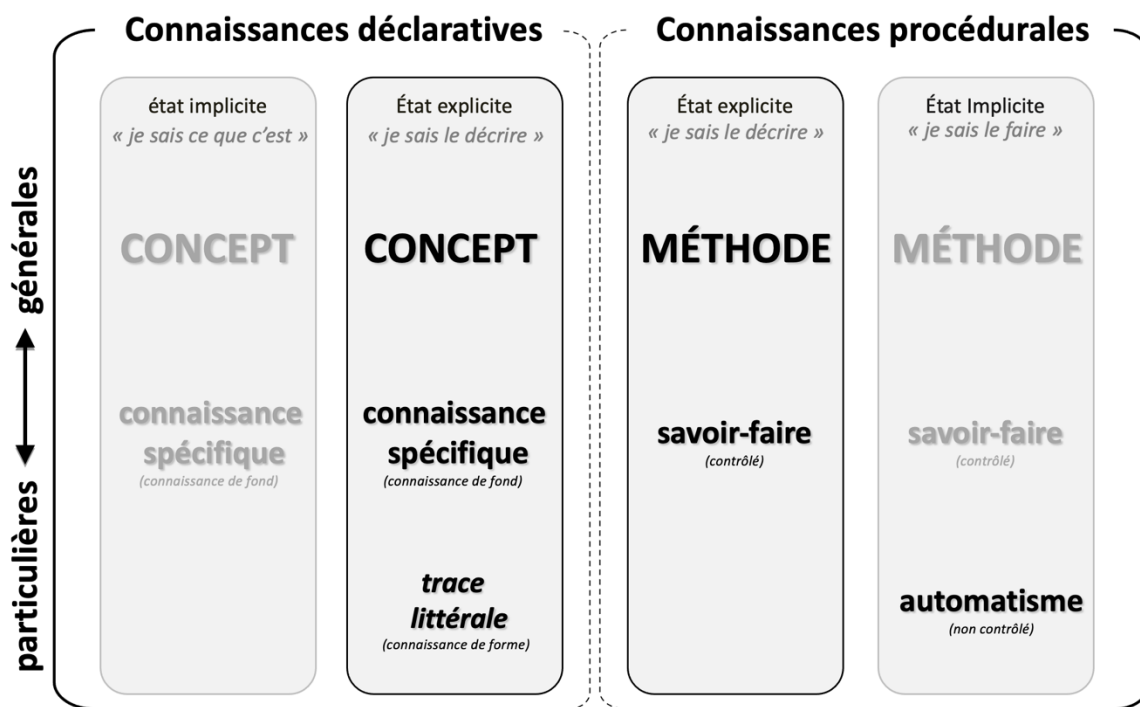 Connaissances déclaratives
Connaissances procédurales
générales
particulières
état implicite
« je sais ce que c'est »
CONCEPT
connaissance
spécifique
(connaissance de fond)
État explicite
« je sais le décrire »
CONCEPT
connaissance
spécifique
(connaissance de fond)
trace
littérale
(connaissance de forme)
État explicite
« je sais le décrire »
MÉTHODE
savoir-faire
(contrôlé)
État Implicite
« je sais le faire »
MÉTHODE
savoir-faire
(contrôlé)
automatisme
(non contrôlé)